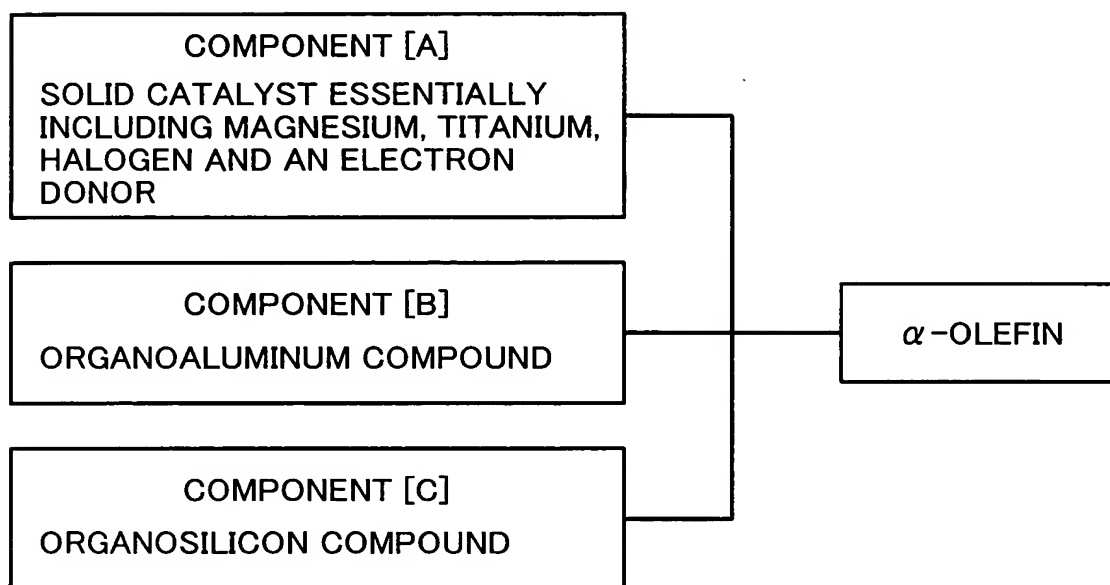 COMPONENT [A]
SOLID CATALYST ESSENTIALLY
INCLUDING MAGNESIUM, TITANIUM,
HALOGEN AND AN ELECTRON
DONOR
COMPONENT [B]
ORGANOALUMINUM COMPOUND
α-OLEFIN
COMPONENT [C]
ORGANOSILICON COMPOUND